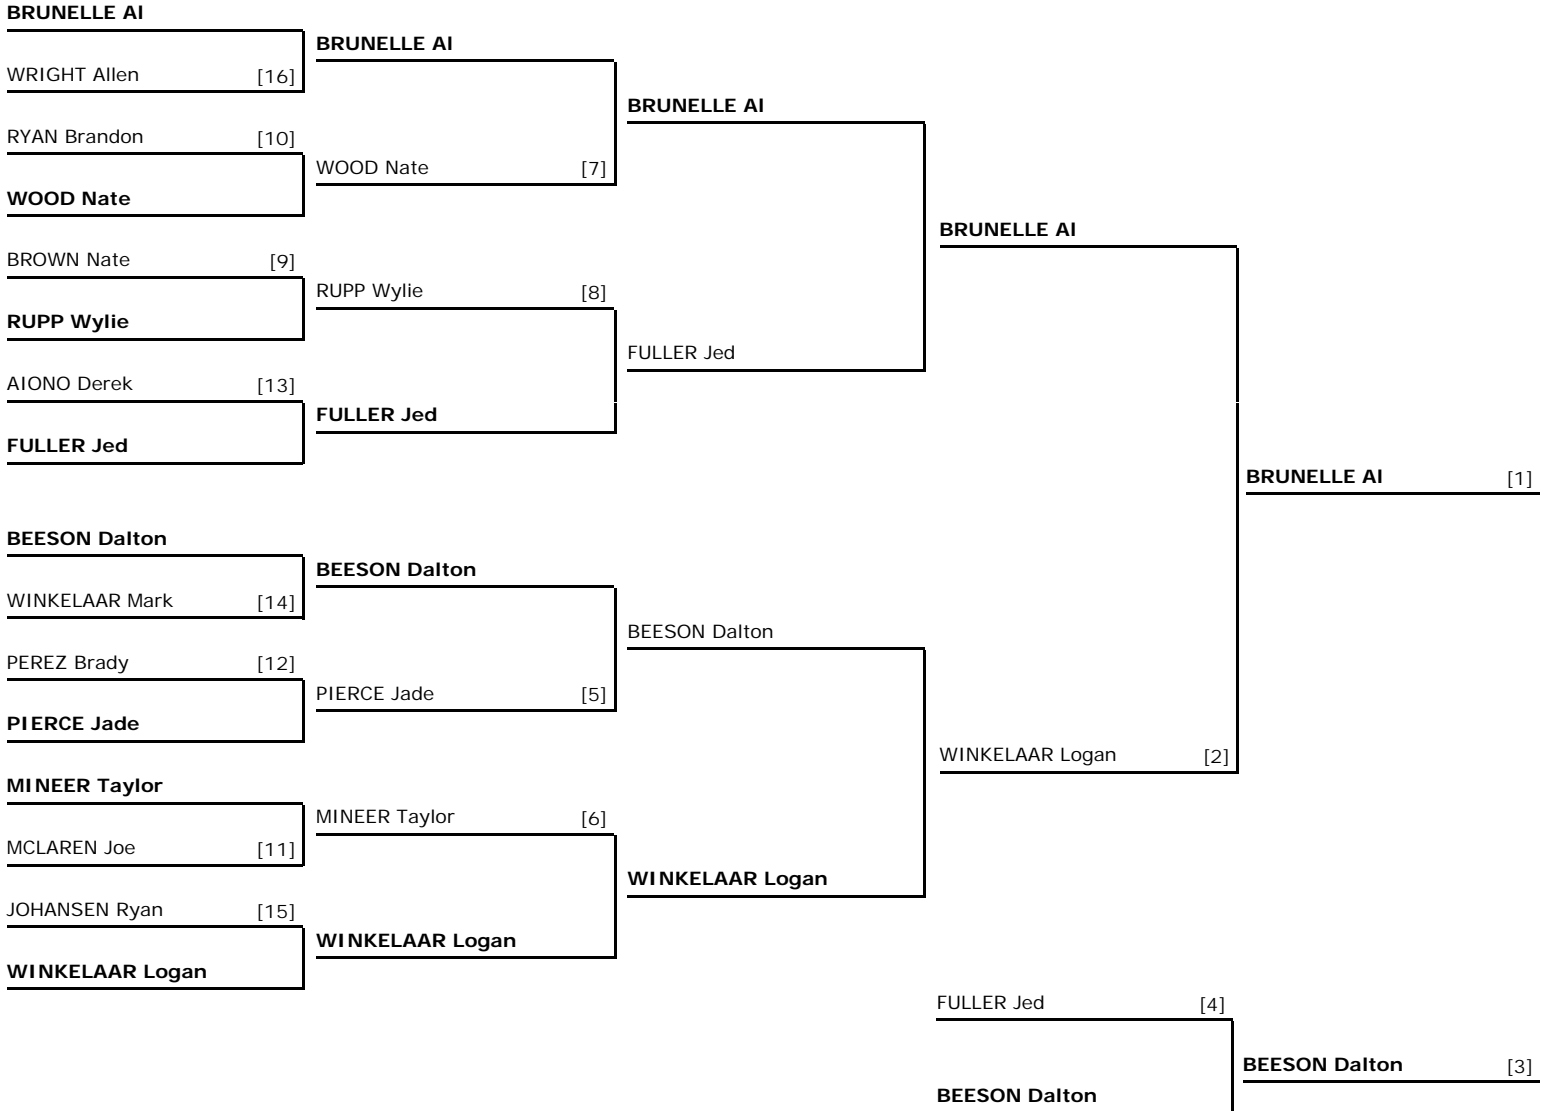 BRUNELLE Al
WRIGHT Allen [16]
RYAN Brandon [10]
WOOD Nate
BROWN Nate [9]
RUPP Wylie
AIONO Derek [13]
FULLER Jed
BEESON Dalton
WINKELAAR Mark [14]
PEREZ Brady [12]
PIERCE Jade
MINEER Taylor
MCLAREN Joe [11]
JOHANSEN Ryan [15]
WINKELAAR Logan
BRUNELLE Al
WOOD Nate [7]
RUPP Wylie [8]
FULLER Jed
BEESON Dalton
PIERCE Jade [5]
MINEER Taylor [6]
WINKELAAR Logan
BRUNELLE Al
FULLER Jed
BEESON Dalton
WINKELAAR Logan
BRUNELLE Al
WINKELAAR Logan [2]
BRUNELLE Al [1]
FULLER Jed [4]
BEESON Dalton
BEESON Dalton [3]